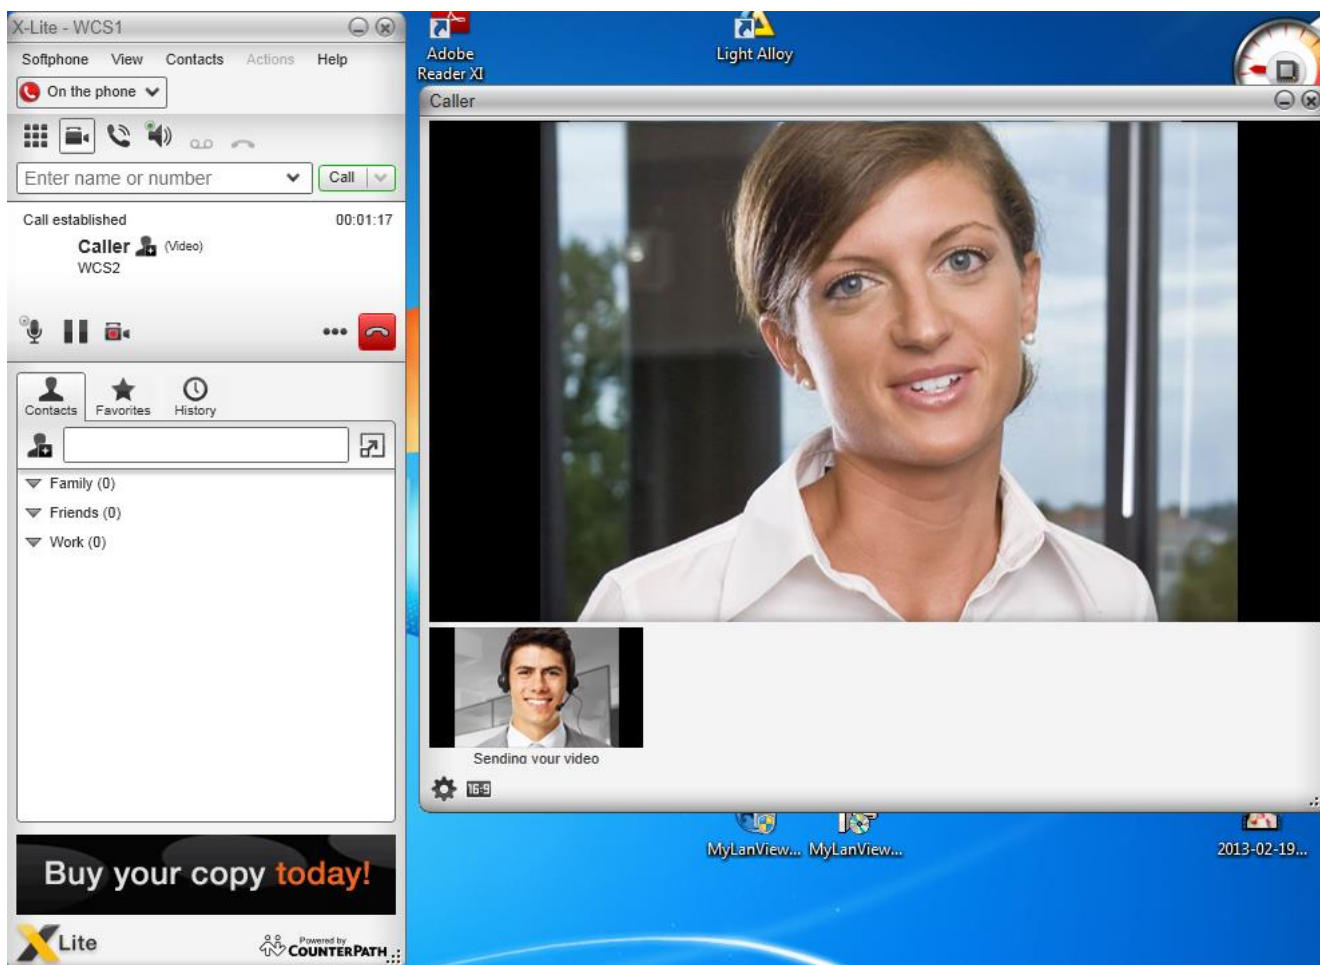 X-Lite - WCS1
Softphone View Contacts Actions Help
On the phone
Enter name or number
Call
Call established 00:01:17
Caller (Video)
WCS2
Contacts Favorites History
Family (0)
Friends (0)
Work (0)
Buy your copy today!
X Lite
Powered by
COUNTERPATH
Adobe
Reader XI
Light Alloy
Caller
Sending your video
16:9
MyLanView... MyLanView... 2013-02-19...